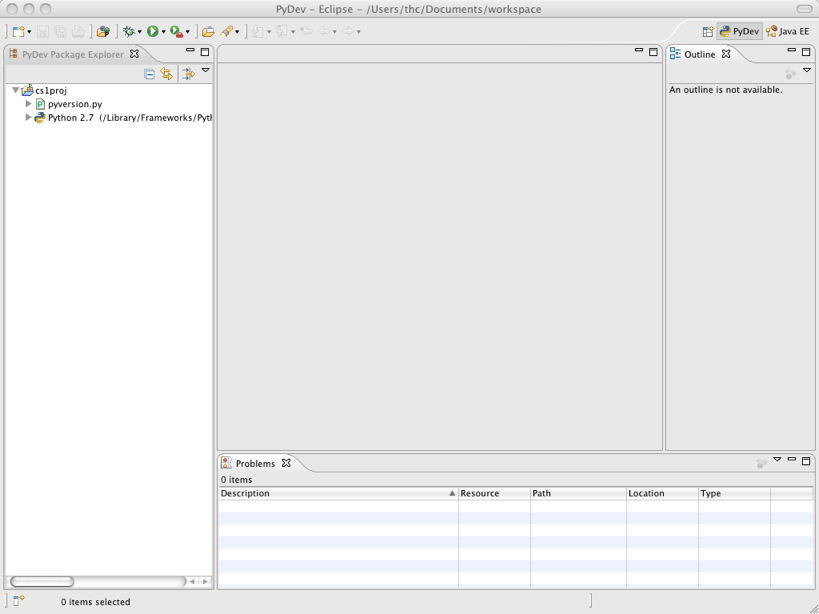 PyDev – Eclipse – /Users/thc/Documents/workspace
PyDev
Java EE
PyDev Package Explorer
Outline
An outline is not available.
cs1proj
pyversion.py
Python 2.7 (/Library/Frameworks/Pyth
Problems
0 items
Description Resource Path Location Type
0 items selected